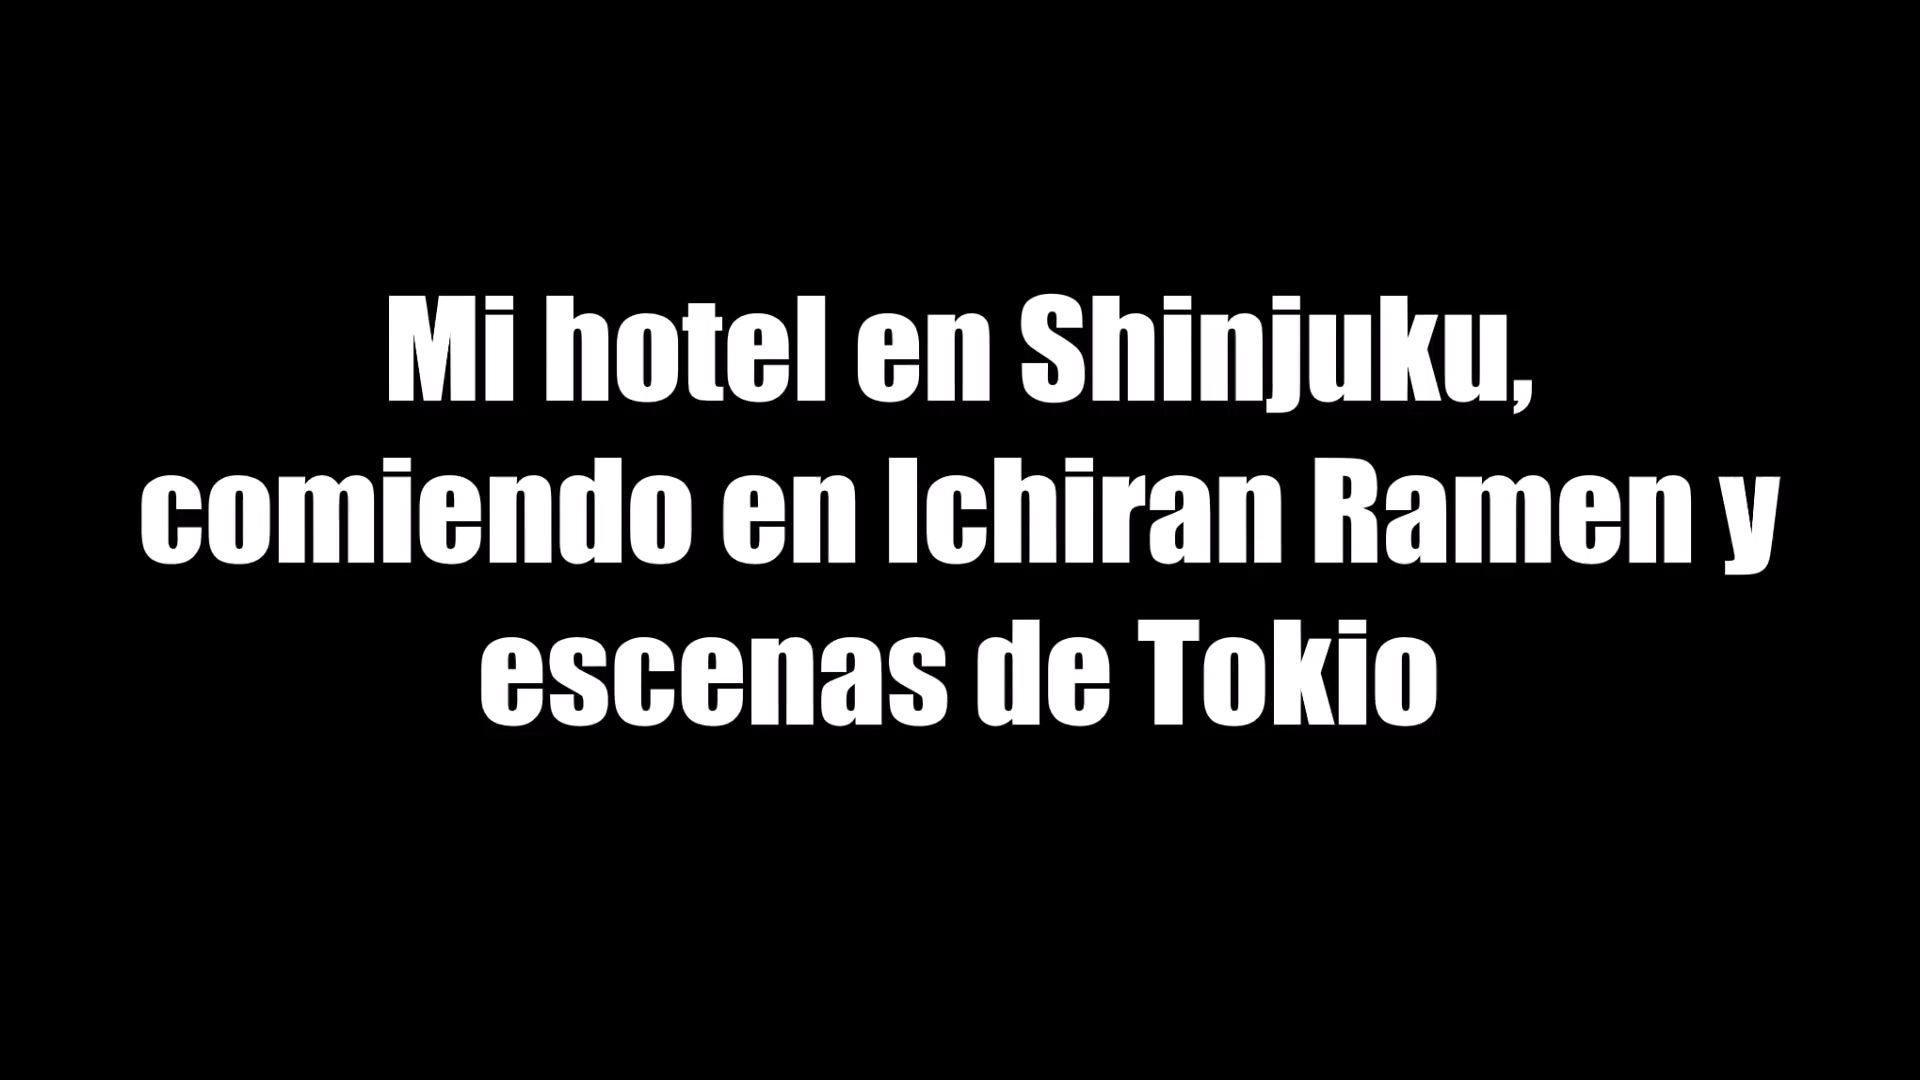 Mi hotel en Shinjuku,
comiendo en Ichiran Ramen y
escenas de Tokio